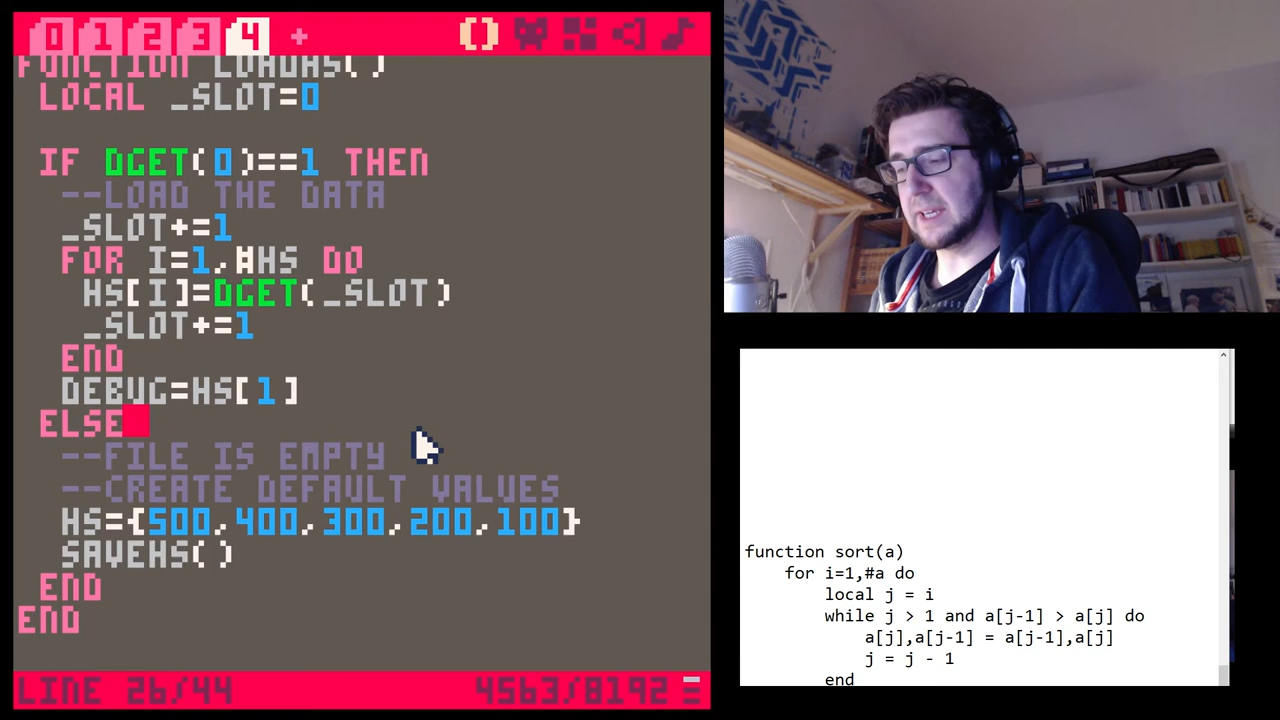 0 1 2 3 4 +
FUNCTION LOADHS()
LOCAL _SLOT=0
IF DGET(0)==1 THEN
--LOAD THE DATA
_SLOT+=1
FOR I=1,#HS DO
HS[I]=DGET(_SLOT)
_SLOT+=1
END
DEBUG=HS[1]
ELSE
--FILE IS EMPTY
--CREATE DEFAULT VALUES
HS={500,400,300,200,100}
SAVEHS()
END
END
LINE 26/44
4563/8192
function sort(a)
for i=1,#a do
local j = i
while j > 1 and a[j-1] > a[j] do
a[j],a[j-1] = a[j-1],a[j]
j = j - 1
end